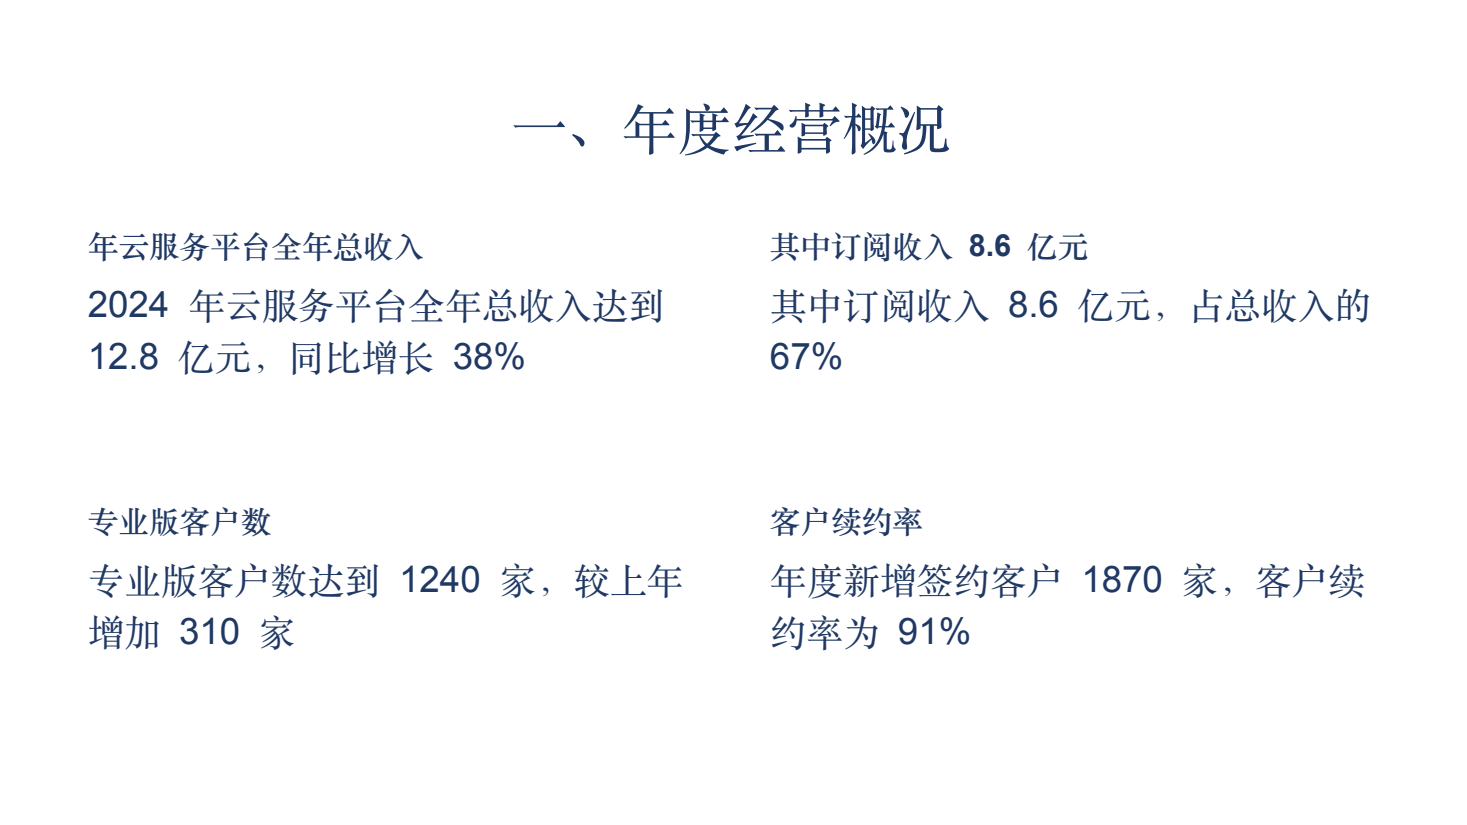 一、年度经营概况
年云服务平台全年总收入
2024 年云服务平台全年总收入达到
12.8 亿元，同比增长 38%
其中订阅收入 8.6 亿元
其中订阅收入 8.6 亿元，占总收入的
67%
专业版客户数
专业版客户数达到 1240 家，较上年
增加 310 家
客户续约率
年度新增签约客户 1870 家，客户续
约率为 91%